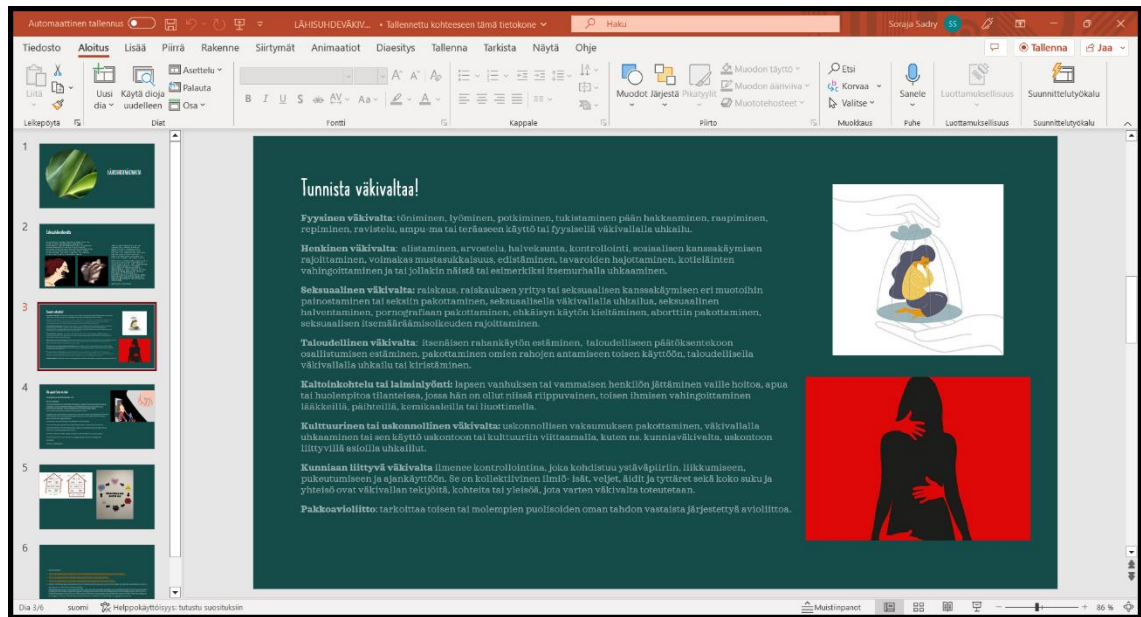 Automaattinen tallennus
LÄHISUHDEVÄKIV... • Tallennettu kohteeseen tämä tietokone
Haku
Soraja Sadry
SS
Tiedosto Aloitus Lisää Piirrä Rakenne Siirtymät Animaatiot Diaesitys Tallenna Tarkista Näytä Ohje
Tallenna Jaa
Liitä
Uusi dia
Käytä dioja uudelleen
Asettelu
Palauta
Osa
Muodot Järjestä Pikatyylit
Muodon täyttö
Muodon ääriviiva
Muototehosteet
Etsi
Korvaa
Valitse
Sanele
Luottamuksellisuus
Suunnittelutyökalu
Leikepöytä Diat Fontti Kappale Piirto Muokkaus Puhe Luottamuksellisuus Suunnittelutyökalu
1
2
3
4
5
6
Tunnista väkivaltaa!
Fyysinen väkivalta: töniminen, lyöminen, potkiminen, tukistaminen pään hakkaaminen, raapiminen,
repiminen, ravistelu, ampu-ma tai teräaseen käyttö tai fyysisellä väkivallalla uhkailu.
Henkinen väkivalta: alistaminen, arvostelu, halveksunta, kontrollointi, sosiaalisen kanssakäymisen
rajoittaminen, voimakas mustasukkaisuus, edistäminen, tavaroiden hajottaminen, kotieläinten
vahingoittaminen ja tai jollakin näistä tai esimerkiksi itsemurhalla uhkaaminen.
Seksuaalinen väkivalta: raiskaus, raiskauksen yritys tai seksuaalisen kanssakäymisen eri muotoihin
painostaminen tai seksiin pakottaminen, seksuaalisella väkivallalla uhkailua, seksuaalinen
halventaminen, pornografiaan pakottaminen, ehkäisyn käytön kieltäminen, aborttiin pakottaminen,
seksuaalisen itsemääräämisoikeuden rajoittaminen.
Taloudellinen väkivalta: itsenäisen rahankäytön estäminen, taloudelliseen päätöksentekoon
osallistumisen estäminen, pakottaminen omien rahojen antamiseen toisen käyttöön, taloudellisella
väkivallalla uhkailu tai kiristäminen.
Kaltoinkohtelu tai laiminlyönti: lapsen vanhuksen tai vammaisen henkilön jättäminen vaille hoitoa, apua
tai huolenpitoa tilanteissa, jossa hän on ollut niissä riippuvainen, toisen ihmisen vahingoittaminen
lääkkeillä, päihteillä, kemikaaleilla tai liuottimella.
Kulttuurinen tai uskonnollinen väkivalta: uskonnollisen vakaumuksen pakottaminen, väkivallalla
uhkaaminen tai sen käyttö uskontoon tai kulttuuriin viittaamalla, kuten ns. kunniaväkivalta, uskontoon
liittyvillä asioilla uhkaillut.
Kunniaan liittyvä väkivalta ilmenee kontrollointina, joka kohdistuu ystäväpiiriin, liikkumiseen,
pukeutumiseen ja ajankäyttöön. Se on kollektiivinen ilmiö- isät, veljet, äidit ja tyttäret sekä koko suku ja
yhteisö ovat väkivallan tekijöitä, kohteita tai yleisöä, jota varten väkivalta toteutetaan.
Pakkoavioliitto: tarkoittaa toisen tai molempien puolisoiden oman tahdon vastaista järjestettyä avioliittoa.
Dia 3/6 suomi Helppokäyttöisyys: tutustu suosituksiin
Muistiinpanot
86 %